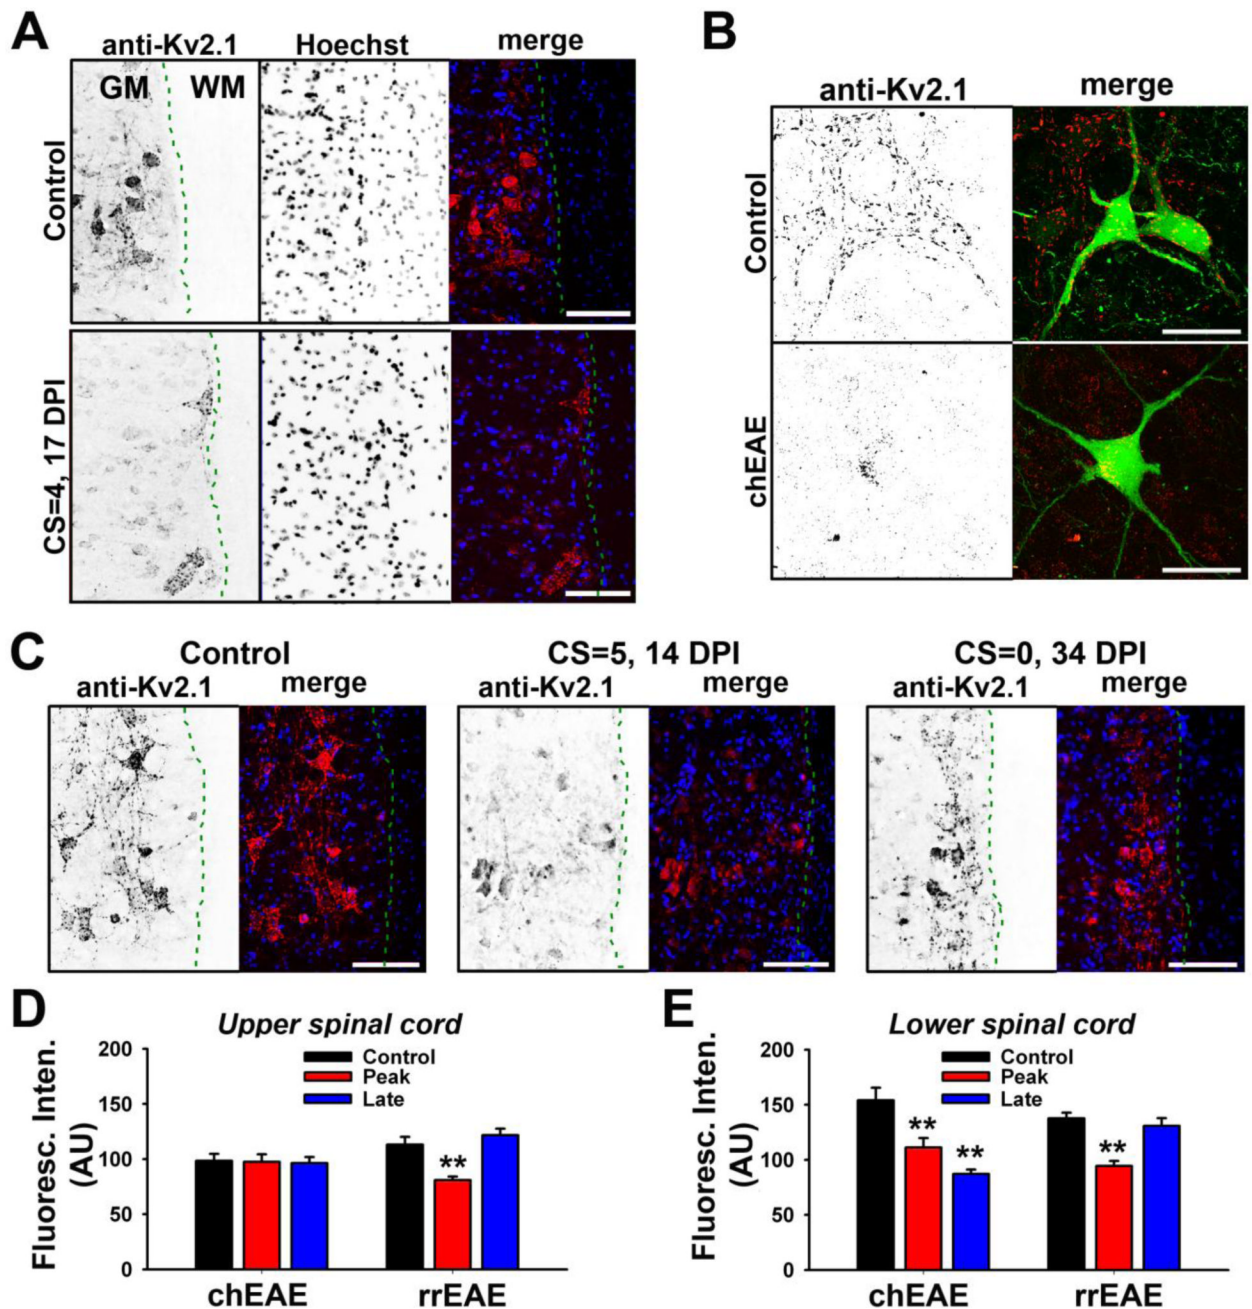 A
anti-Kv2.1 Hoechst merge
GM WM
Control
CS=4, 17 DPI
B
anti-Kv2.1 merge
Control
chEAE
C
Control CS=5, 14 DPI CS=0, 34 DPI
anti-Kv2.1 merge anti-Kv2.1 merge anti-Kv2.1 merge
D
Upper spinal cord
Fluoresc. Inten.
(AU)
200
150
100
50
0
Control
Peak
Late
**
chEAE rrEAE
E
Lower spinal cord
Fluoresc. Inten.
(AU)
200
150
100
50
0
Control
Peak
Late
** ** **
chEAE rrEAE